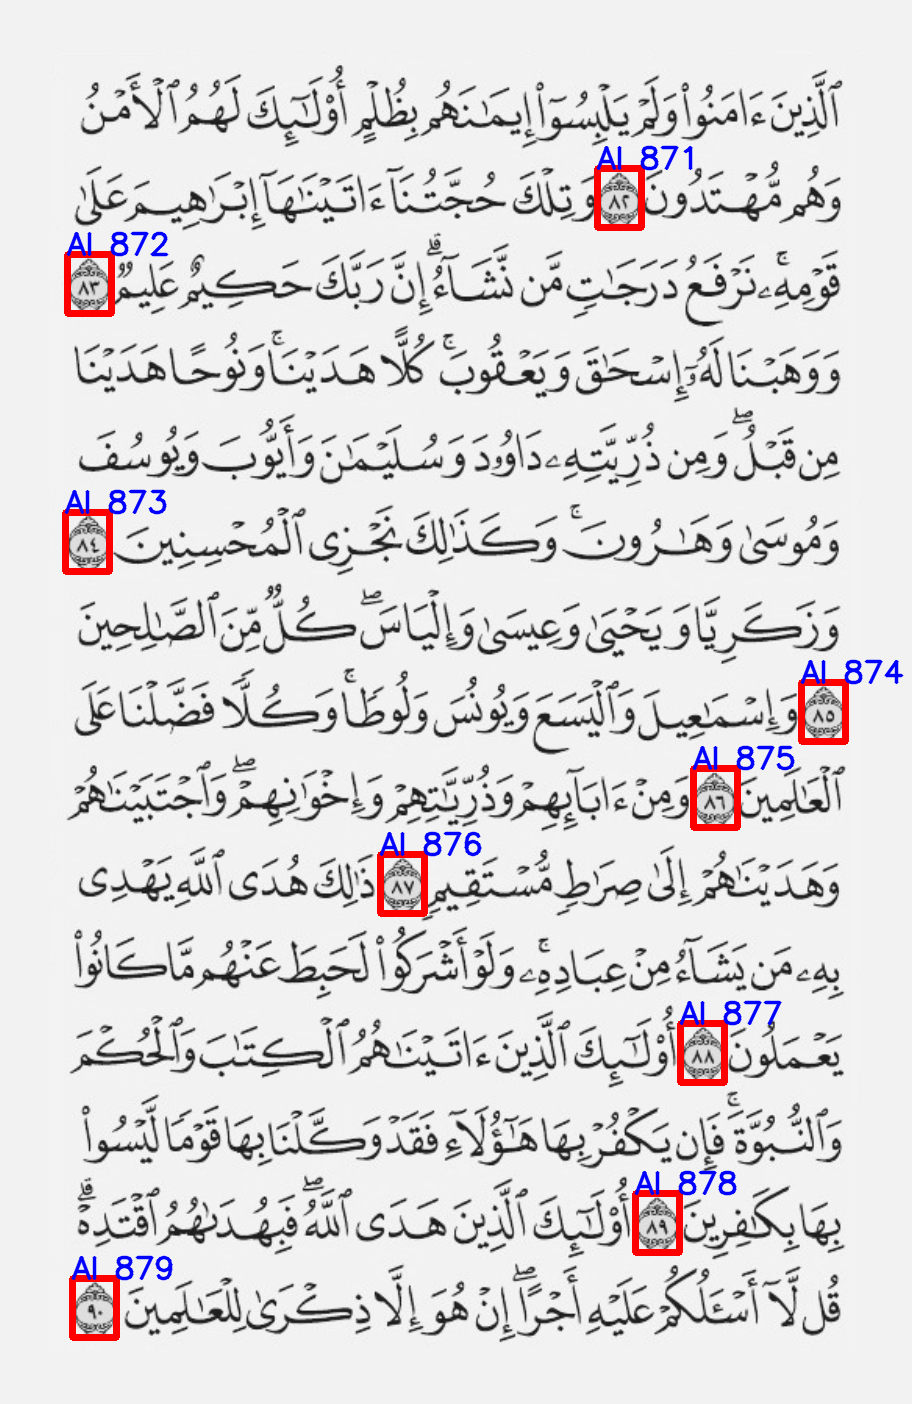 ٱلَّذِينَ ءَامَنُوا۟ وَلَمْ يَلْبِسُوٓا۟ إِيمَـٰنَهُم بِظُلْمٍ أُو۟لَـٰٓئِكَ لَهُمُ ٱلْأَمْنُ
AI 871
وَهُم مُّهْتَدُونَ ٨٢ وَتِلْكَ حُجَّتُنَآ ءَاتَيْنَـٰهَآ إِبْرَٰهِيمَ عَلَىٰ
AI 872
قَوْمِهِۦۚ نَرْفَعُ دَرَجَـٰتٍ مَّن نَّشَآءُۗ إِنَّ رَبَّكَ حَكِيمٌ عَلِيمٌ ٨٣
وَوَهَبْنَا لَهُۥٓ إِسْحَـٰقَ وَيَعْقُوبَۚ كُلًّا هَدَيْنَاۚ وَنُوحًا هَدَيْنَا
مِن قَبْلُۖ وَمِن ذُرِّيَّتِهِۦ دَاوُۥدَ وَسُلَيْمَـٰنَ وَأَيُّوبَ وَيُوسُفَ
AI 873
وَمُوسَىٰ وَهَـٰرُونَۚ وَكَذَٰلِكَ نَجْزِى ٱلْمُحْسِنِينَ ٨٤
وَزَكَرِيَّا وَيَحْيَىٰ وَعِيسَىٰ وَإِلْيَاسَۖ كُلٌّ مِّنَ ٱلصَّـٰلِحِينَ
AI 874
٨٥ وَإِسْمَـٰعِيلَ وَٱلْيَسَعَ وَيُونُسَ وَلُوطًاۚ وَكُلًّا فَضَّلْنَا عَلَى
AI 875
ٱلْعَـٰلَمِينَ ٨٦ وَمِنْ ءَابَآئِهِمْ وَذُرِّيَّـٰتِهِمْ وَإِخْوَٰنِهِمْۖ وَٱجْتَبَيْنَـٰهُمْ
AI 876
وَهَدَيْنَـٰهُمْ إِلَىٰ صِرَٰطٍ مُّسْتَقِيمٍ ٨٧ ذَٰلِكَ هُدَى ٱللَّهِ يَهْدِى
بِهِۦ مَن يَشَآءُ مِنْ عِبَادِهِۦۚ وَلَوْ أَشْرَكُوا۟ لَحَبِطَ عَنْهُم مَّا كَانُوا۟
AI 877
يَعْمَلُونَ ٨٨ أُو۟لَـٰٓئِكَ ٱلَّذِينَ ءَاتَيْنَـٰهُمُ ٱلْكِتَـٰبَ وَٱلْحُكْمَ
وَٱلنُّبُوَّةَۚ فَإِن يَكْفُرْ بِهَا هَـٰٓؤُلَآءِ فَقَدْ وَكَّلْنَا بِهَا قَوْمًا لَّيْسُوا۟
AI 878
بِهَا بِكَـٰفِرِينَ ٨٩ أُو۟لَـٰٓئِكَ ٱلَّذِينَ هَدَى ٱللَّهُۖ فَبِهُدَىٰهُمُ ٱقْتَدِهْۗ
AI 879
قُل لَّآ أَسْـَٔلُكُمْ عَلَيْهِ أَجْرًاۖ إِنْ هُوَ إِلَّا ذِكْرَىٰ لِلْعَـٰلَمِينَ ٩٠